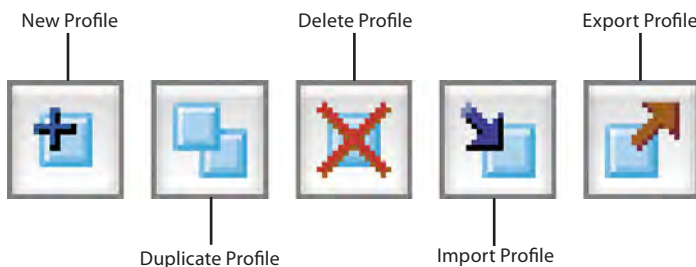 New Profile
Delete Profile
Export Profile
Duplicate Profile
Import Profile